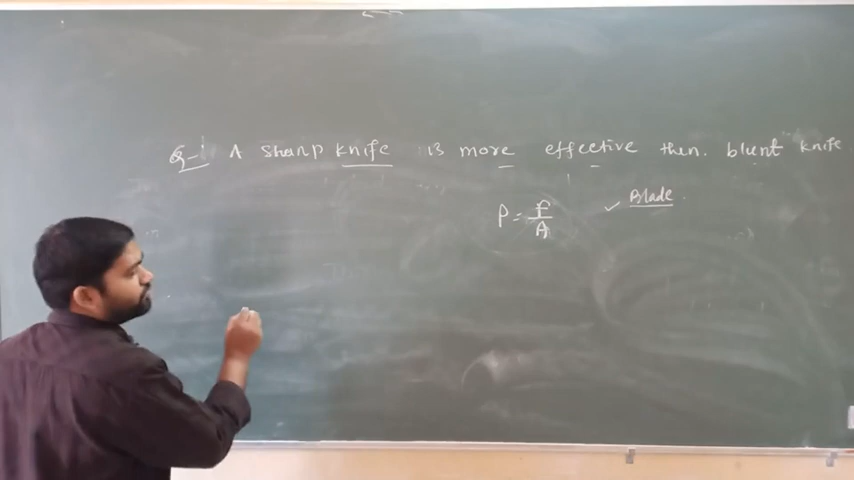 Q-1 A sharp knife is more effective then. blunt knife
P = F/A ✓ Blade.